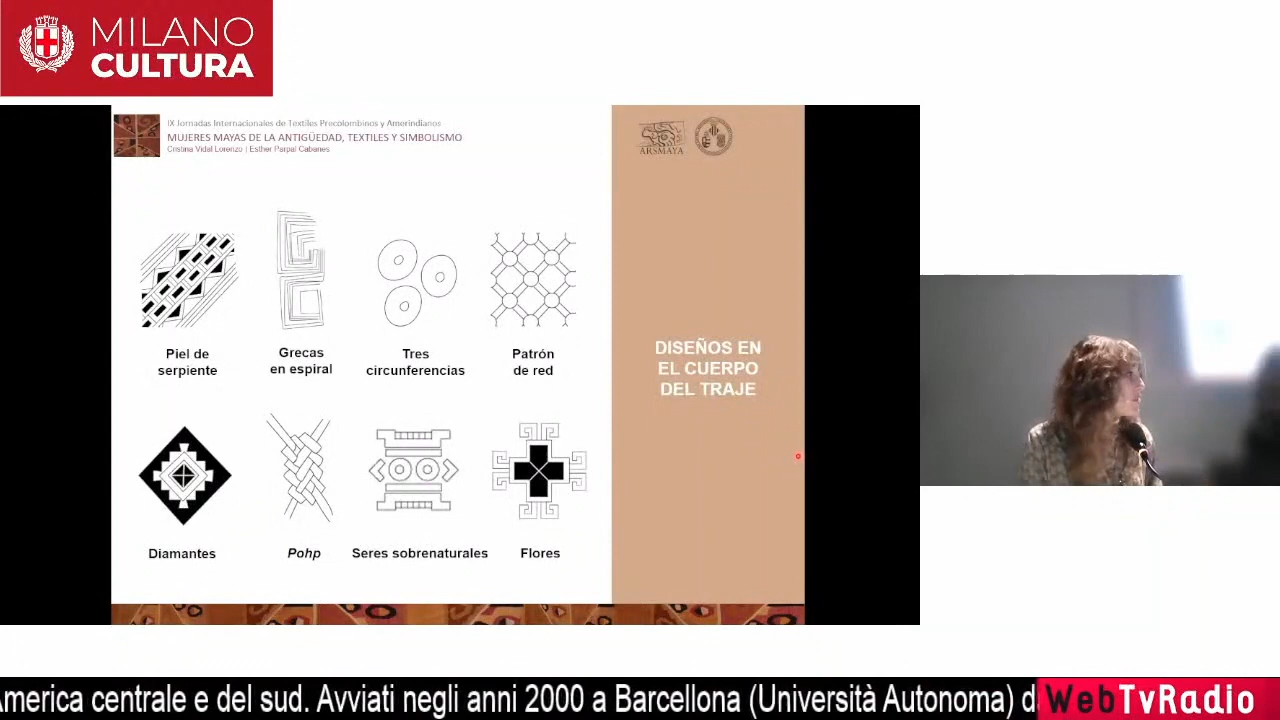 MILANO
CULTURA
IX Jornadas Internacionales de Textiles Precolombinos y Amerindianos
MUJERES MAYAS DE LA ANTIGÜEDAD, TEXTILES Y SIMBOLISMO
Cristina Vidal Lorenzo | Esther Parpal Cabanes
ARSMAYA
Piel de
serpiente
Grecas
en espiral
Tres
circunferencias
Patrón
de red
DISEÑOS EN
EL CUERPO
DEL TRAJE
Diamantes
Pohp
Seres sobrenaturales
Flores
America centrale e del sud. Avviati negli anni 2000 a Barcellona (Università Autonoma) d
WebTvRadio